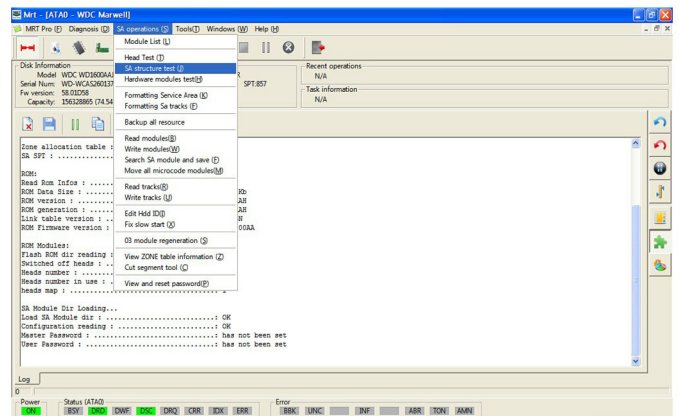 Mrt - [ATA0 - WDC Marwell]
MRT Pro (F) Diagnosis (D) SA operations (S) Tools(T) Windows (W) Help (H)
Module List (L)
Head Test (T)
SA structure test (J)
Hardware modules test(H)
Formatting Service Area (K)
Formatting Sa tracks (E)
Backup all resource
Read modules(R)
Write modules(W)
Search SA module and save (F)
Move all microcode modules(M)
Read tracks(R)
Write tracks (U)
Edit Hdd ID(I)
Fix slow start (X)
03 module regeneration (S)
View ZONE table information (Z)
Cut segment tool (C)
View and reset password(P)
Disk Information
Model WDC WD1600AA
Serial Num: WD-WCAS260137
SPT:857
Fw version: 58.01D58
Capacity: 156328865 (74.54
Recent operations
N/A
Task information
N/A
Zone allocation table :
SA SPT : ..............
ROM:
Read Rom Infos : ......
ROM Data Size : .......
Kb
ROM version : .........
AH
ROM generation : ......
AH
Link table version : ..
N
ROM Firmware version :
00AA
ROM Modules:
Flash ROM dir reading :
Switched off heads : ..
Heads number : ........
Heads number in use : .
heads map : ...........
SA Module Dir Loading...
Load SA Module dir : .......................: OK
Configuration reading : ....................: OK
Master Password : ..........................: has not been set
User Password : ............................: has not been set
Log
0
Power Status (ATA0) Error
ON BSY DRD DWF DSC DRQ CRR IDX ERR BBK UNC INF ABR TON AMN